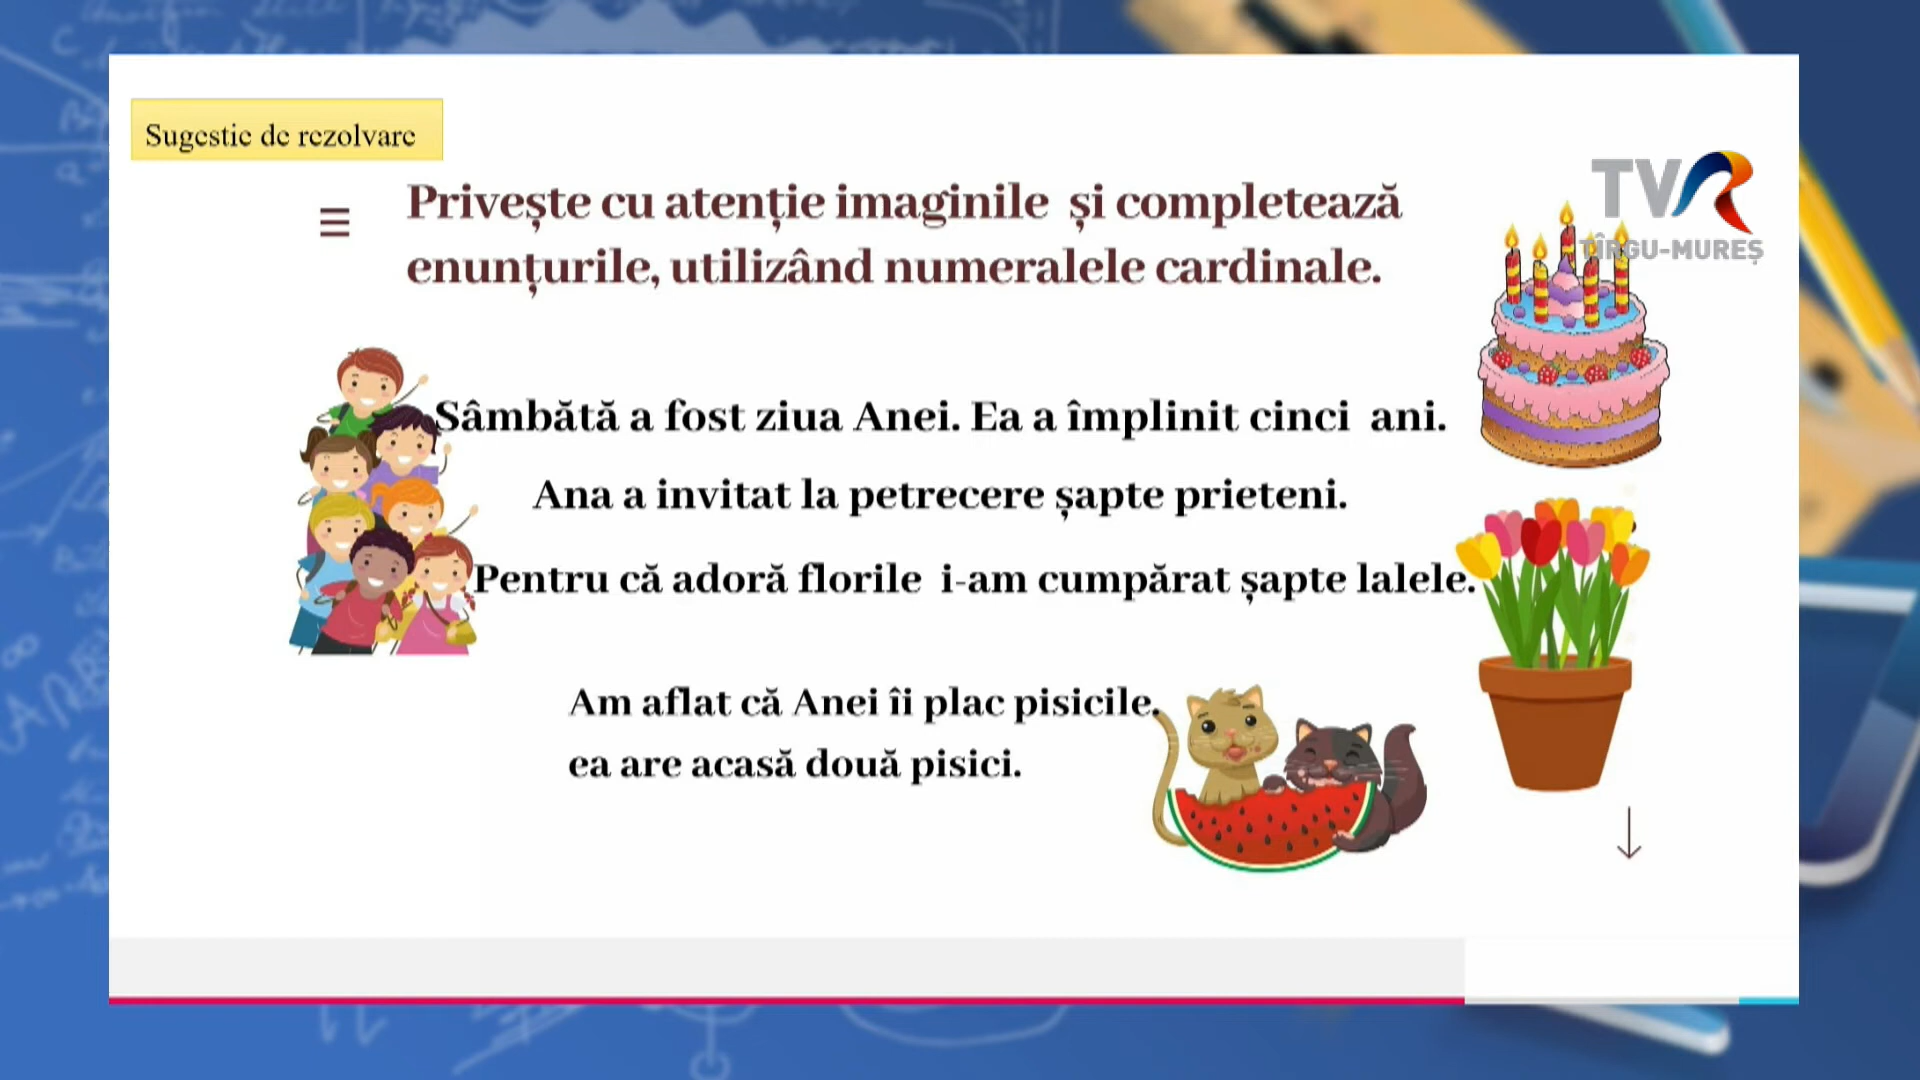 Sugestie de rezolvare
TVR
TÎRGU-MUREȘ
Privește cu atenție imaginile și completează
enunțurile, utilizând numeralele cardinale.
Sâmbătă a fost ziua Anei. Ea a împlinit cinci ani.
Ana a invitat la petrecere șapte prieteni.
Pentru că adoră florile i-am cumpărat șapte lalele.
Am aflat că Anei îi plac pisicile.
ea are acasă două pisici.